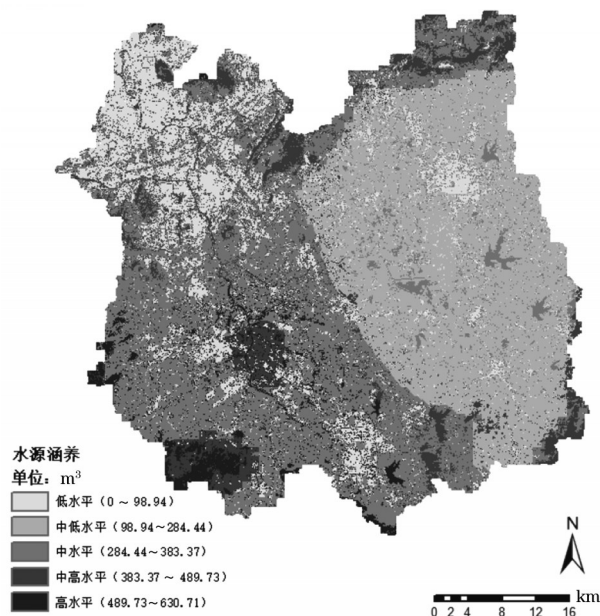 水源涵养
单位：m³
低水平（0～98.94）
中低水平（98.94～284.44）
中水平（284.44～383.37）
中高水平（383.37～489.73）
高水平（489.73～630.71）
N
km
0 2 4 8 12 16